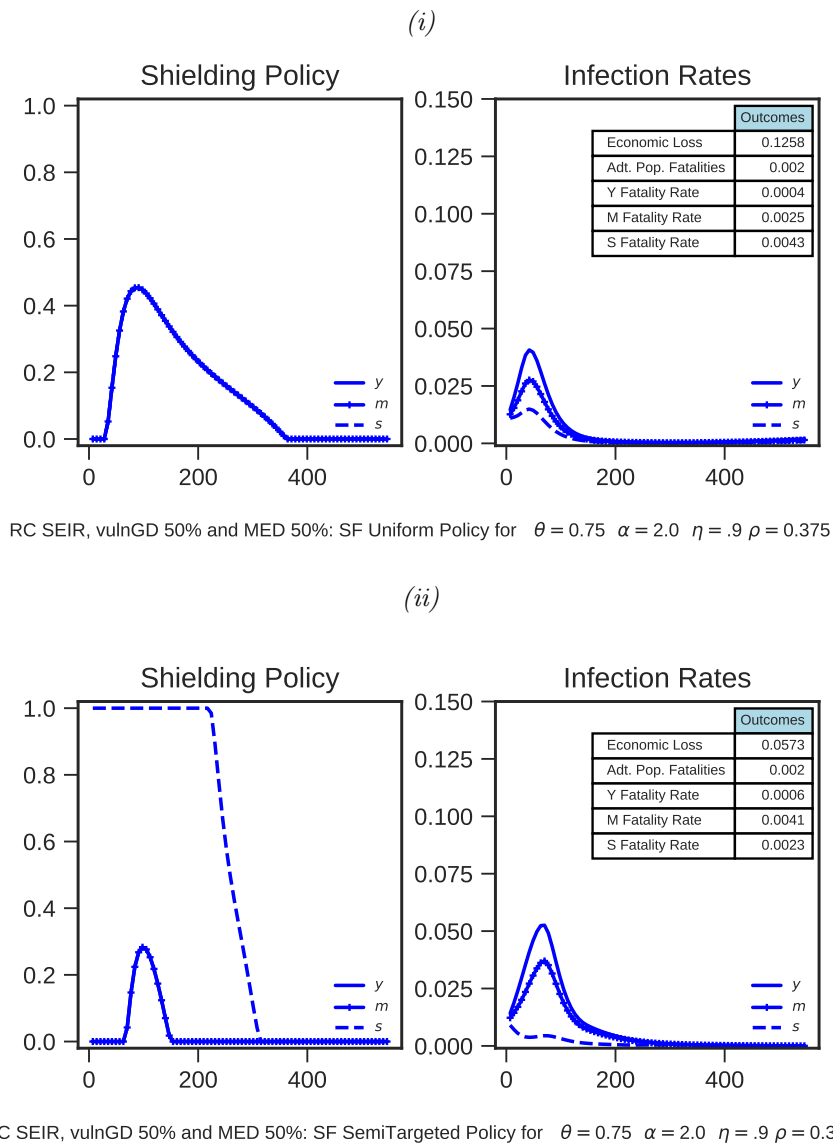 (i)
Shielding Policy
Infection Rates
1.0
0.8
0.6
0.4
0.2
0.0
0
200
400
y
m
s
0.150
0.125
0.100
0.075
0.050
0.025
0.000
0
200
400
Outcomes
Economic Loss 0.1258
Adt. Pop. Fatalities 0.002
Y Fatality Rate 0.0004
M Fatality Rate 0.0025
S Fatality Rate 0.0043
y
m
s
RC SEIR, vulnGD 50% and MED 50%: SF Uniform Policy for θ = 0.75 α = 2.0 η = .9 ρ = 0.375
(ii)
Shielding Policy
Infection Rates
1.0
0.8
0.6
0.4
0.2
0.0
0
200
400
y
m
s
0.150
0.125
0.100
0.075
0.050
0.025
0.000
0
200
400
Outcomes
Economic Loss 0.0573
Adt. Pop. Fatalities 0.002
Y Fatality Rate 0.0006
M Fatality Rate 0.0041
S Fatality Rate 0.0023
y
m
s
C SEIR, vulnGD 50% and MED 50%: SF SemiTargeted Policy for θ = 0.75 α = 2.0 η = .9 ρ = 0.3